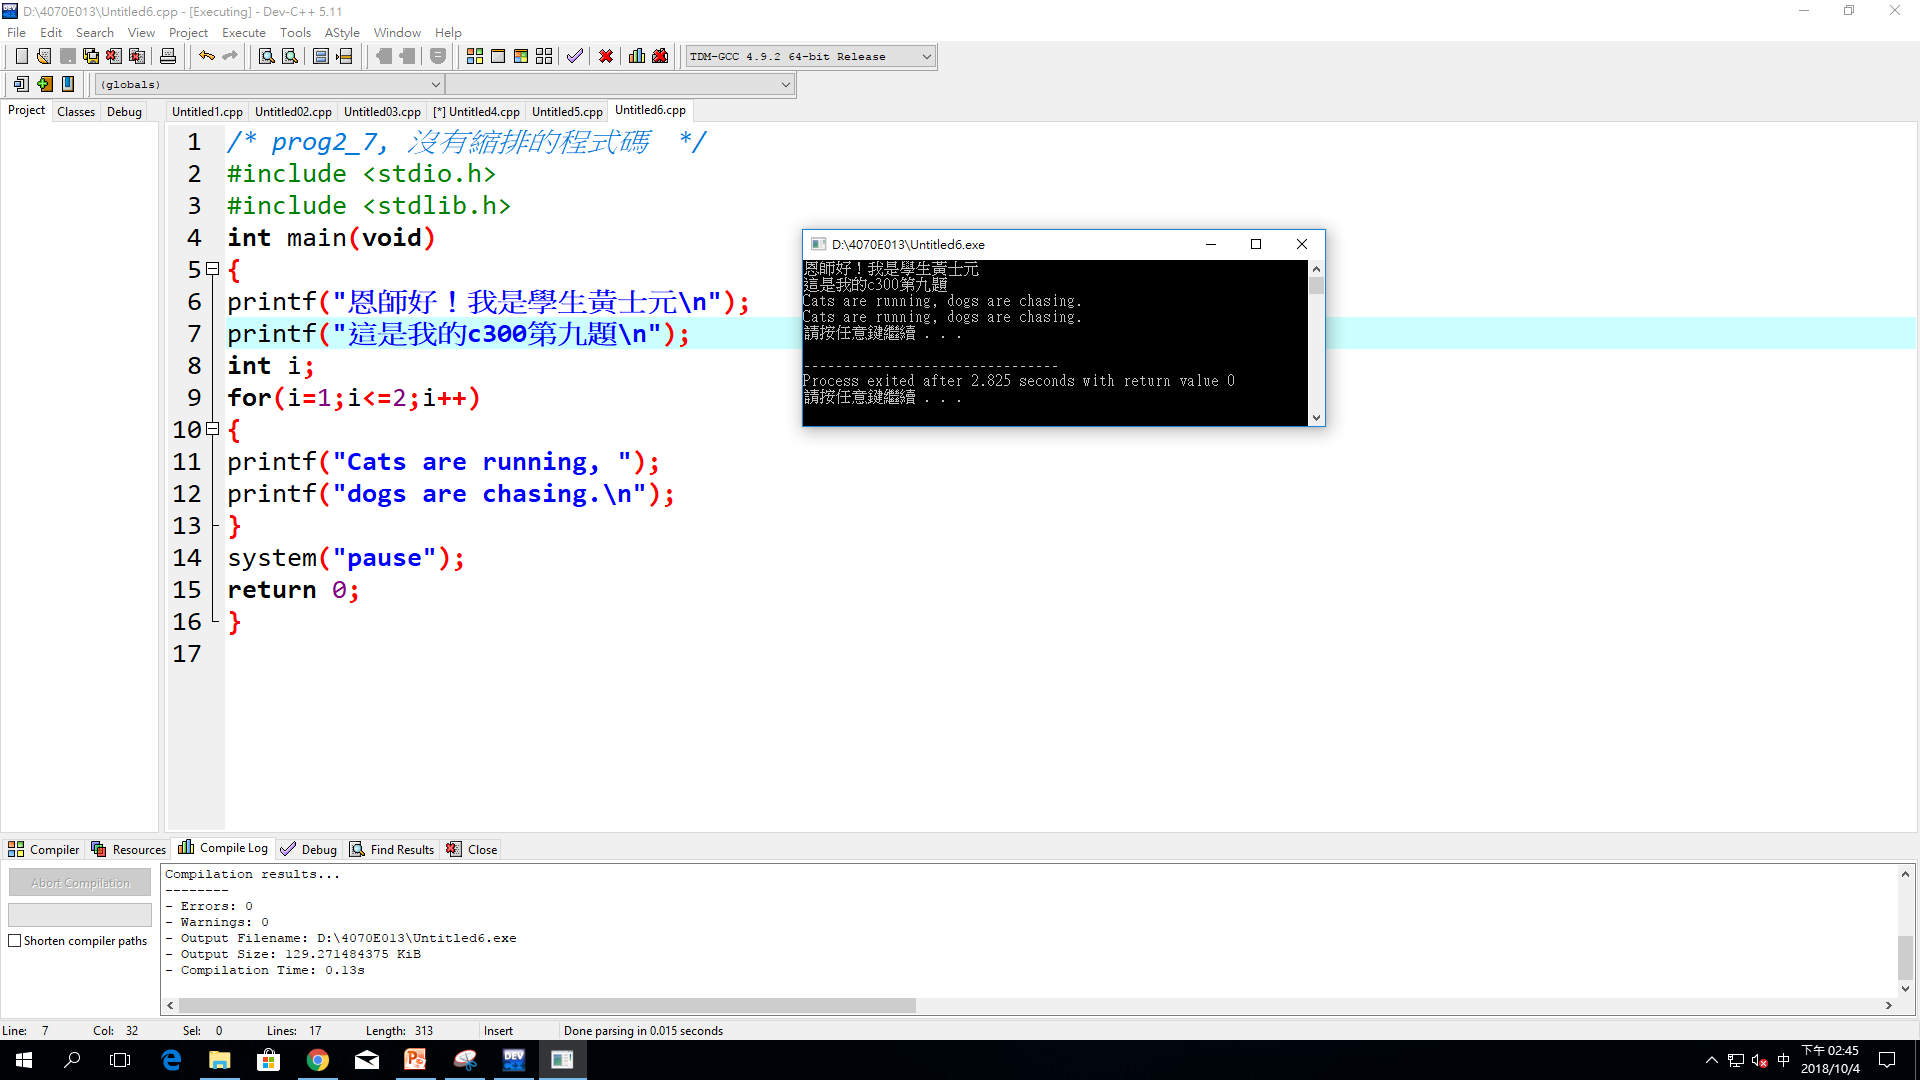 D:\4070E013\Untitled6.cpp - [Executing] - Dev-C++ 5.11
File Edit Search View Project Execute Tools AStyle Window Help
TDM-GCC 4.9.2 64-bit Release
(globals)
Project Classes Debug Untitled1.cpp Untitled02.cpp Untitled03.cpp [*] Untitled4.cpp Untitled5.cpp Untitled6.cpp
1 /* prog2_7, 沒有縮排的程式碼 */
2 #include <stdio.h>
3 #include <stdlib.h>
4 int main(void)
5 {
6 printf("恩師好！我是學生黃士元\n");
7 printf("這是我的c300第九題\n");
8 int i;
9 for(i=1;i<=2;i++)
10 {
11 printf("Cats are running, ");
12 printf("dogs are chasing.\n");
13 }
14 system("pause");
15 return 0;
16 }
17
D:\4070E013\Untitled6.exe
恩師好！我是學生黃士元
這是我的c300第九題
Cats are running, dogs are chasing.
Cats are running, dogs are chasing.
請按任意鍵繼續 . . .
--------------------------------
Process exited after 2.825 seconds with return value 0
請按任意鍵繼續 . . .
Compiler Resources Compile Log Debug Find Results Close
Abort Compilation
Shorten compiler paths
Compilation results...
--------
- Errors: 0
- Warnings: 0
- Output Filename: D:\4070E013\Untitled6.exe
- Output Size: 129.271484375 KiB
- Compilation Time: 0.13s
Line: 7 Col: 32 Sel: 0 Lines: 17 Length: 313 Insert Done parsing in 0.015 seconds
DEV
中
下午 02:45
2018/10/4